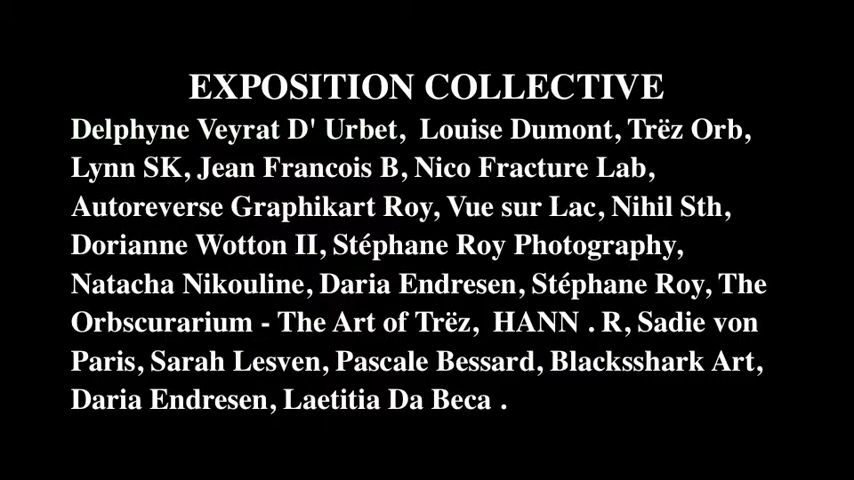 EXPOSITION COLLECTIVE
Delphyne Veyrat D' Urbet,  Louise Dumont, Trëz Orb,
Lynn SK, Jean Francois B, Nico Fracture Lab,
Autoreverse Graphikart Roy, Vue sur Lac, Nihil Sth,
Dorianne Wotton II, Stéphane Roy Photography,
Natacha Nikouline, Daria Endresen, Stéphane Roy, The
Orbscurarium - The Art of Trëz,  HANN . R, Sadie von
Paris, Sarah Lesven, Pascale Bessard, Blacksshark Art,
Daria Endresen, Laetitia Da Beca .